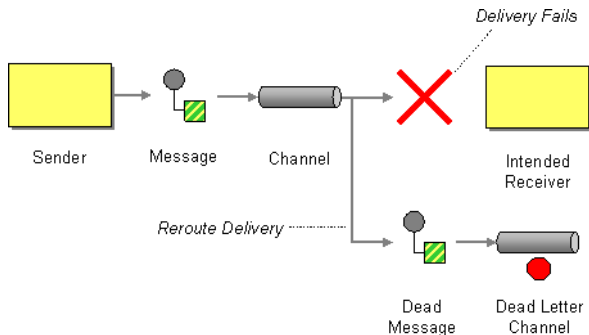 Delivery Fails
Sender
Message
Channel
Intended
Receiver
Reroute Delivery
Dead
Message
Dead Letter
Channel